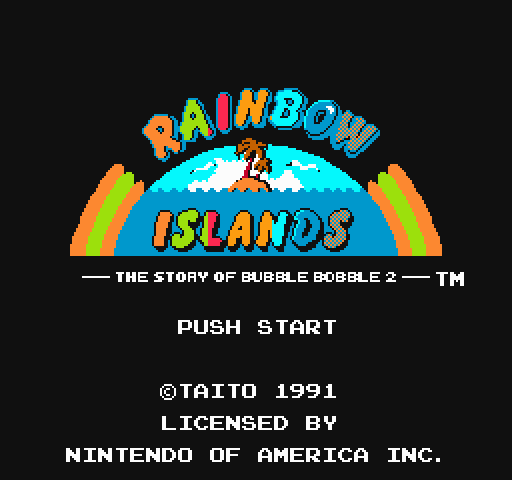 RAINBOW
ISLANDS
THE STORY OF BUBBLE BOBBLE 2 TM
PUSH START
©TAITO 1991
LICENSED BY
NINTENDO OF AMERICA INC.